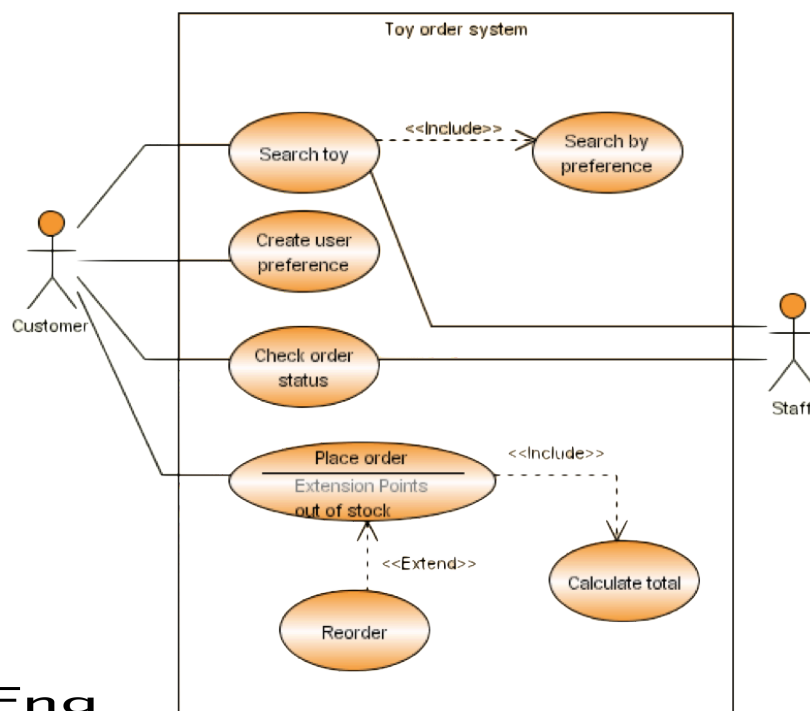 Toy order system
<<Include>>
Search toy
Search by
preference
Create user
preference
Customer
Check order
status
Staff
Place order
Extension Points
out of stock
<<Include>>
<<Extend>>
Calculate total
Reorder
Eng